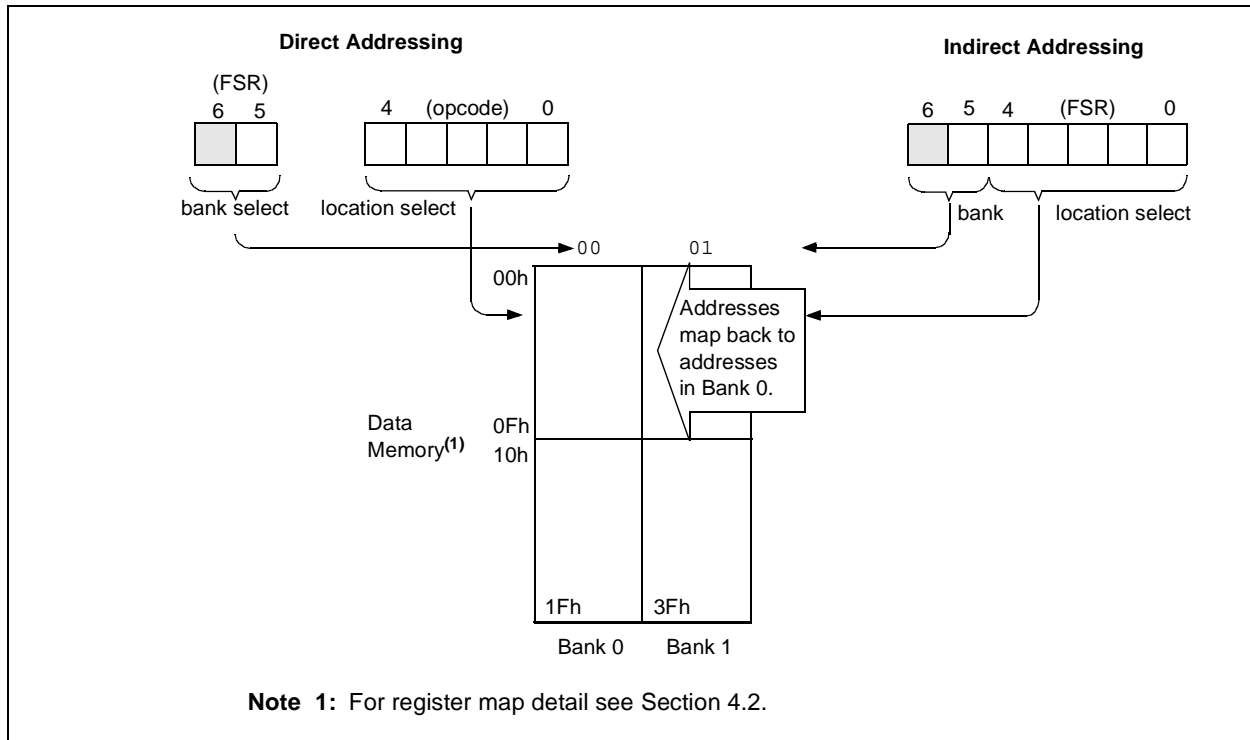 Direct Addressing
Indirect Addressing
(FSR)
6 5
4 (opcode) 0
6 5 4 (FSR) 0
bank select
location select
bank
location select
00
01
00h
Addresses
map back to
addresses
in Bank 0.
Data
Memory(1)
0Fh
10h
1Fh
3Fh
Bank 0
Bank 1
Note 1: For register map detail see Section 4.2.